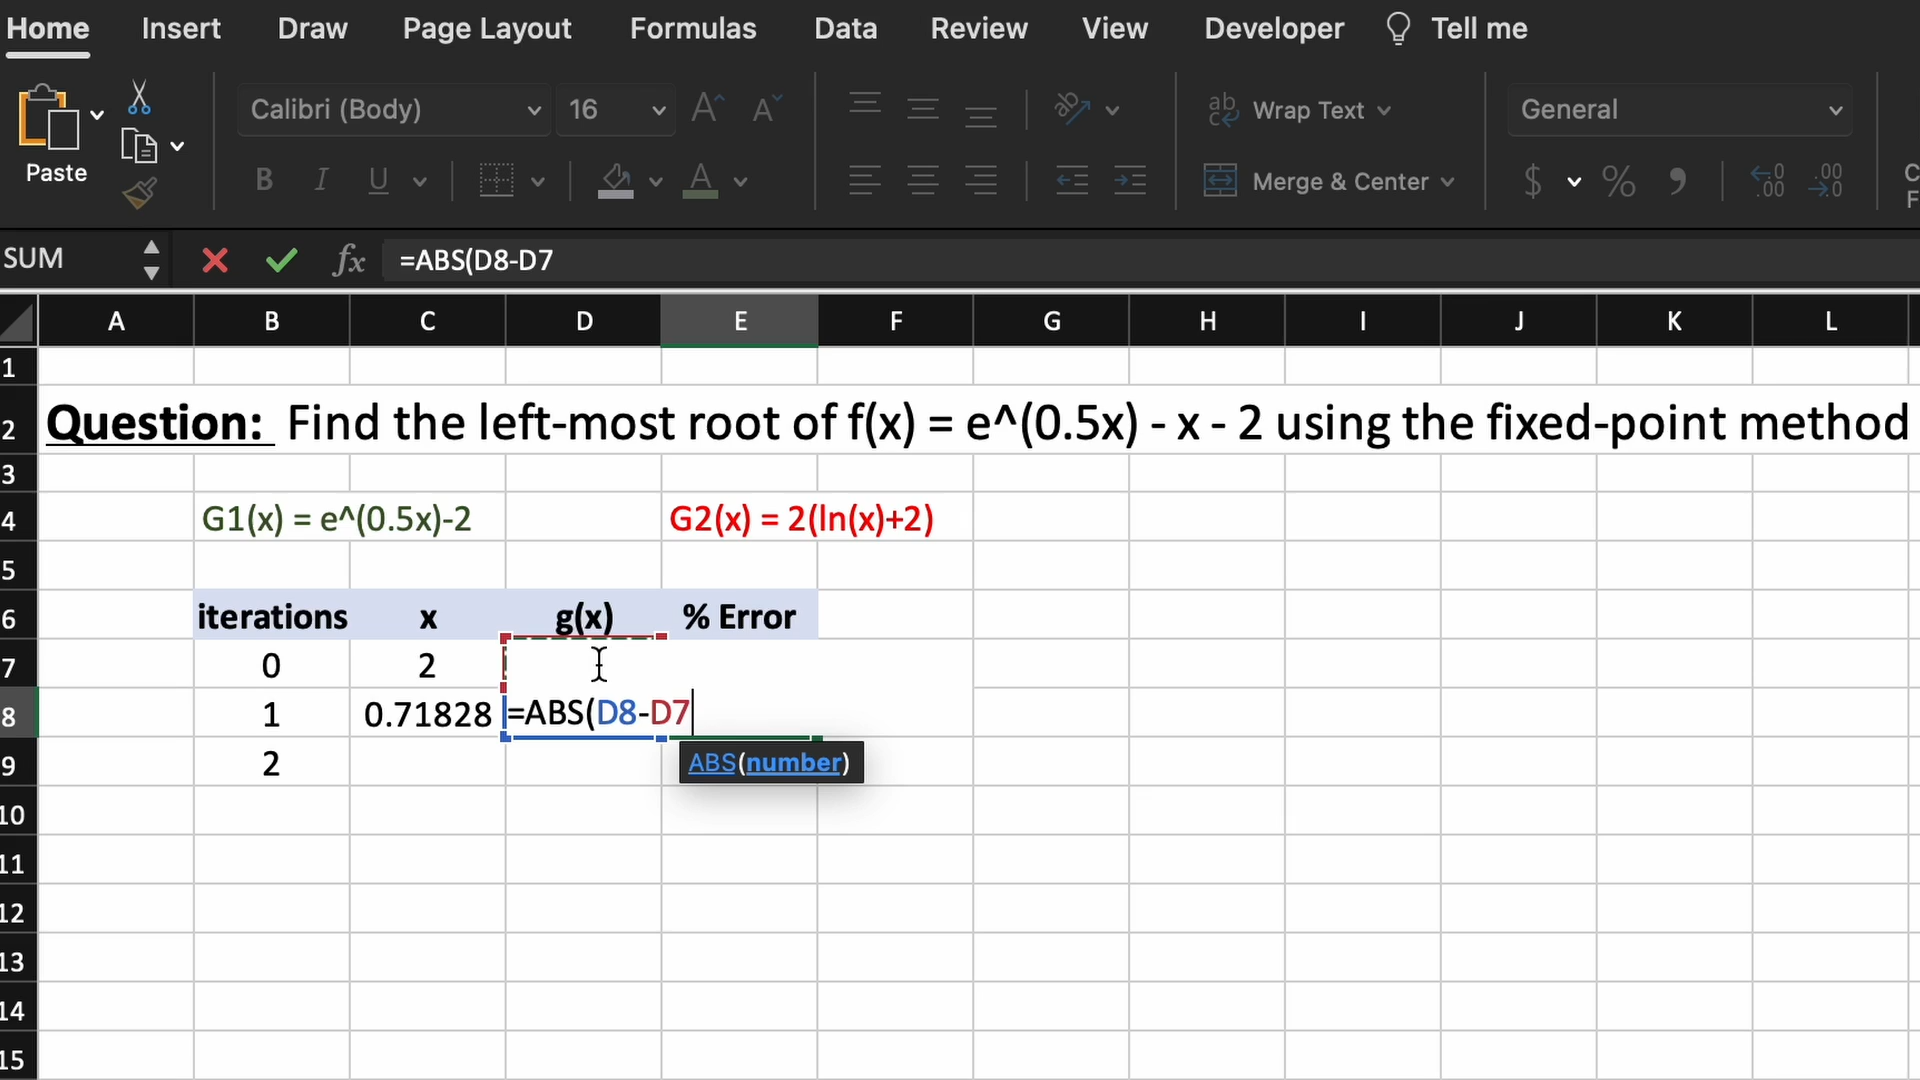 Home Insert Draw Page Layout Formulas Data Review View Developer Tell me
Paste
Calibri (Body) 16 A A
B I U A
ab Wrap Text
Merge & Center
General
$ % , .00 .00
SUM fx =ABS(D8-D7
A B C D E F G H I J K L
1
2 Question: Find the left-most root of f(x) = e^(0.5x) - x - 2 using the fixed-point method
3
4 G1(x) = e^(0.5x)-2 G2(x) = 2(ln(x)+2)
5
6 iterations x g(x) % Error
7 0 2
8 1 0.71828 =ABS(D8-D7
9 2 ABS(number)
10
11
12
13
14
15